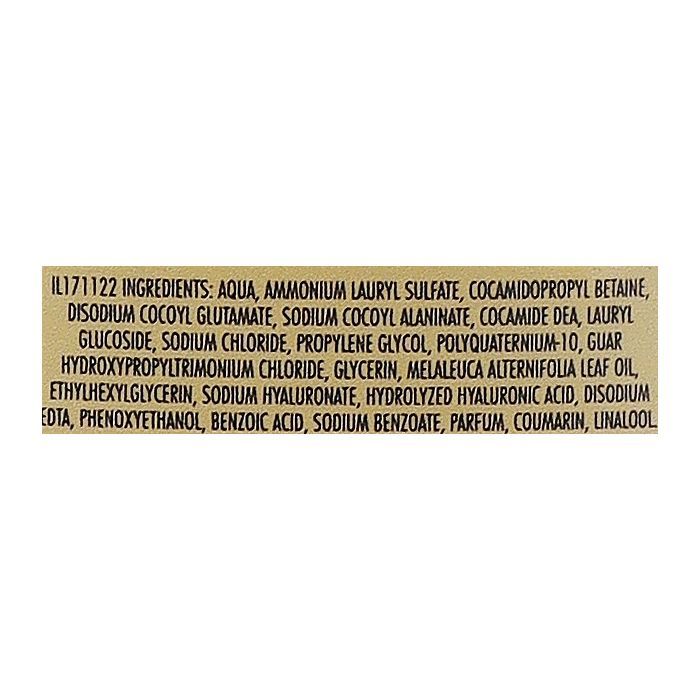 IL171122 INGREDIENTS: AQUA, AMMONIUM LAURYL SULFATE, COCAMIDOPROPYL BETAINE,
DISODIUM COCOYL GLUTAMATE, SODIUM COCOYL ALANINATE, COCAMIDE DEA, LAURYL
GLUCOSIDE, SODIUM CHLORIDE, PROPYLENE GLYCOL, POLYQUATERNIUM-10, GUAR
HYDROXYPROPYLTRIMONIUM CHLORIDE, GLYCERIN, MELALEUCA ALTERNIFOLIA LEAF OIL,
ETHYLHEXYLGLYCERIN, SODIUM HYALURONATE, HYDROLYZED HYALURONIC ACID, DISODIUM
EDTA, PHENOXYETHANOL, BENZOIC ACID, SODIUM BENZOATE, PARFUM, COUMARIN, LINALOOL.